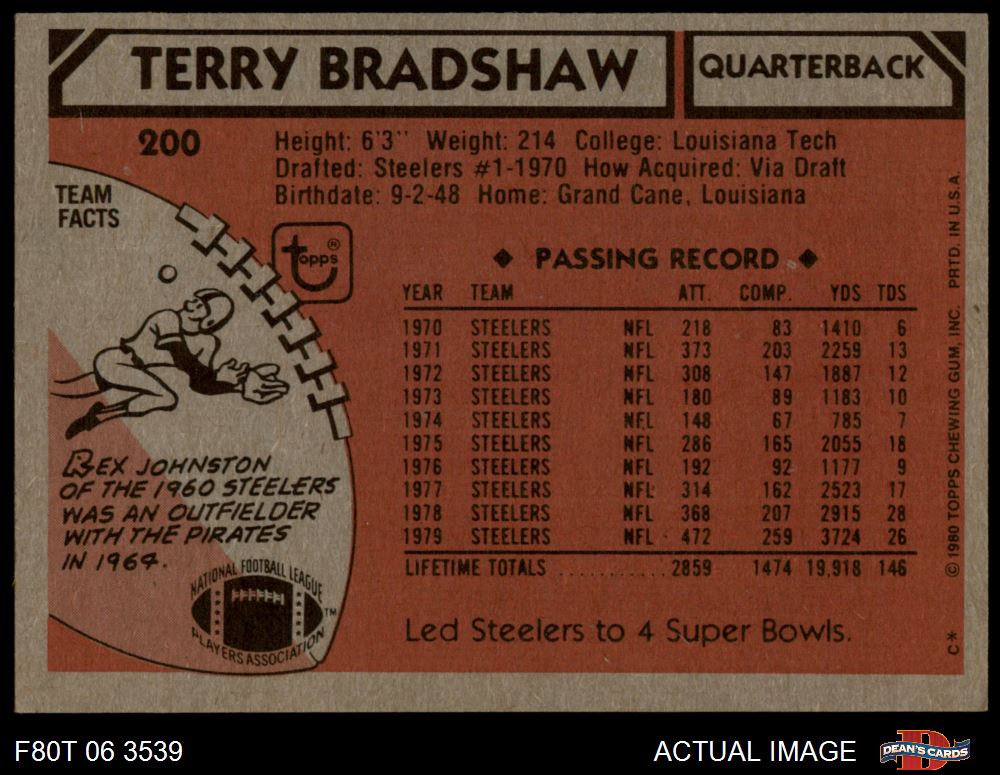 TERRY BRADSHAW
QUARTERBACK
200
Height: 6'3" Weight: 214 College: Louisiana Tech
Drafted: Steelers #1-1970 How Acquired: Via Draft
Birthdate: 9-2-48 Home: Grand Cane, Louisiana
TEAM
FACTS
topps®
◆ PASSING RECORD ◆
YEAR TEAM ATT. COMP. YDS TDS
1970 STEELERS NFL 218 83 1410 6
1971 STEELERS NFL 373 203 2259 13
1972 STEELERS NFL 308 147 1887 12
1973 STEELERS NFL 180 89 1183 10
1974 STEELERS NFL 148 67 785 7
1975 STEELERS NFL 286 165 2055 18
1976 STEELERS NFL 192 92 1177 9
1977 STEELERS NFL 314 162 2523 17
1978 STEELERS NFL 368 207 2915 28
1979 STEELERS NFL 472 259 3724 26
LIFETIME TOTALS ........... 2859 1474 19,918 146
Led Steelers to 4 Super Bowls.
REX JOHNSTON
OF THE 1960 STEELERS
WAS AN OUTFIELDER
WITH THE PIRATES
IN 1964.
NATIONAL FOOTBALL LEAGUE
PLAYERS ASSOCIATION
TM
C* © 1980 TOPPS CHEWING GUM, INC. PRTD. IN U.S.A.
F80T 06 3539
ACTUAL IMAGE
D
DEAN'S CARDS